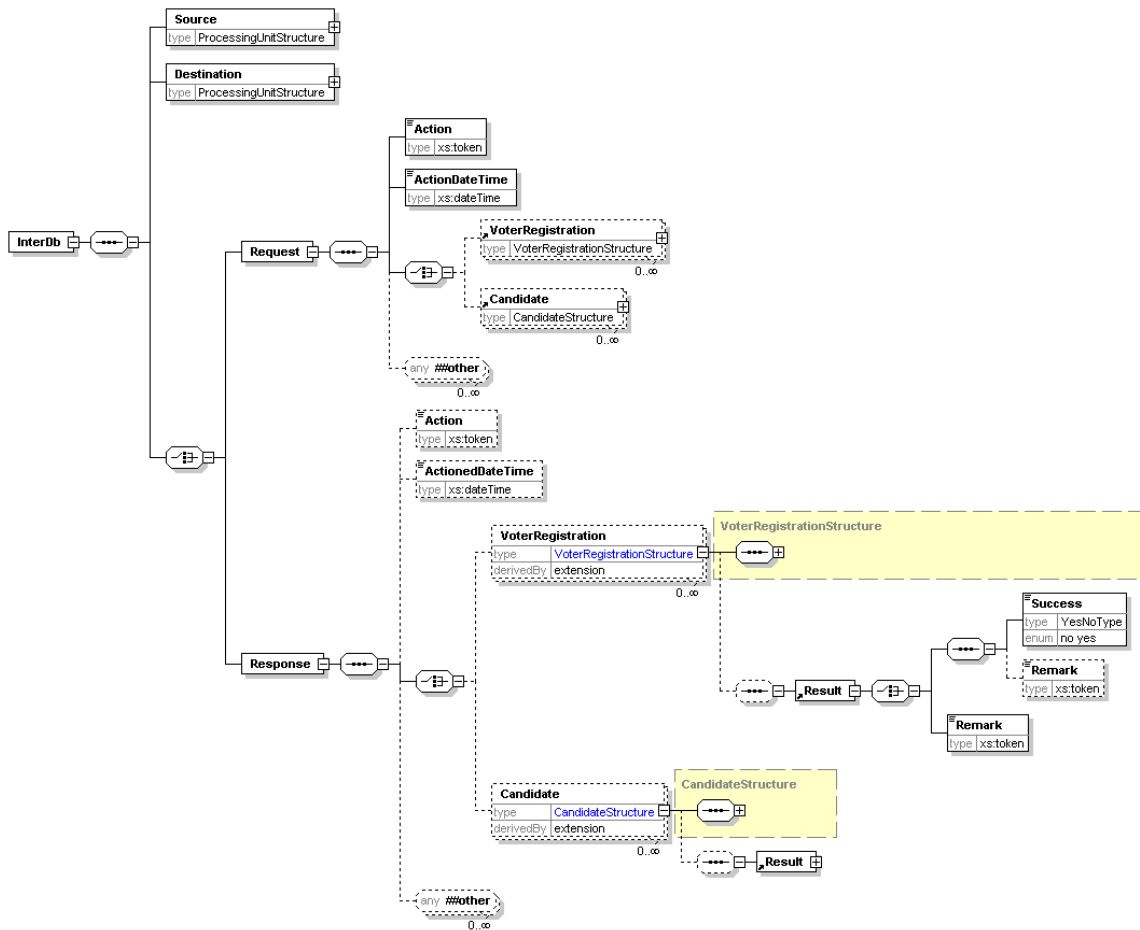 Source
type ProcessingUnitStructure
Destination
type ProcessingUnitStructure
Action
type xs:token
ActionDateTime
type xs:dateTime
VoterRegistration
type VoterRegistrationStructure
0..∞
InterDb
Request
Candidate
type CandidateStructure
0..∞
any ##other
0..∞
Action
type xs:token
ActionedDateTime
type xs:dateTime
VoterRegistrationStructure
VoterRegistration
type VoterRegistrationStructure
derivedBy extension
0..∞
Success
type YesNoType
enum no yes
Response
Remark
type xs:token
Result
Remark
type xs:token
CandidateStructure
Candidate
type CandidateStructure
derivedBy extension
0..∞
Result
any ##other
0..∞